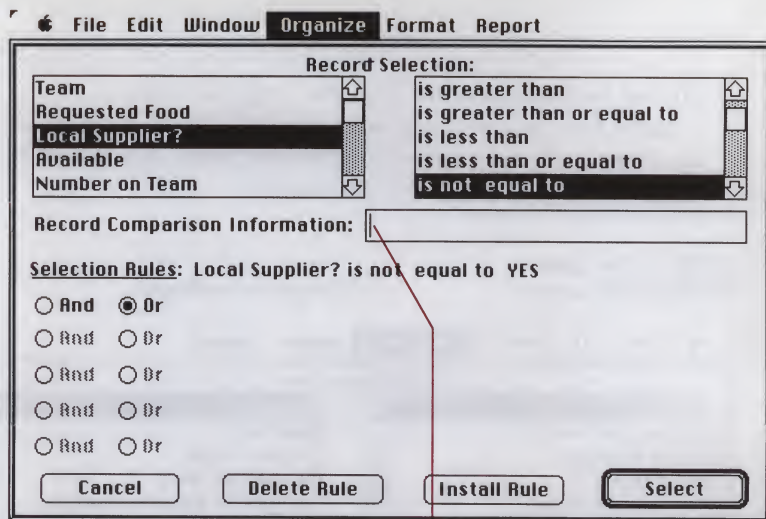 File Edit Window Organize Format Report
Record Selection:
Team
Requested Food
Local Supplier?
Available
Number on Team
is greater than
is greater than or equal to
is less than
is less than or equal to
is not equal to
Record Comparison Information:
Selection Rules: Local Supplier? is not equal to YES
And Or
And Or
And Or
And Or
And Or
Cancel Delete Rule Install Rule Select